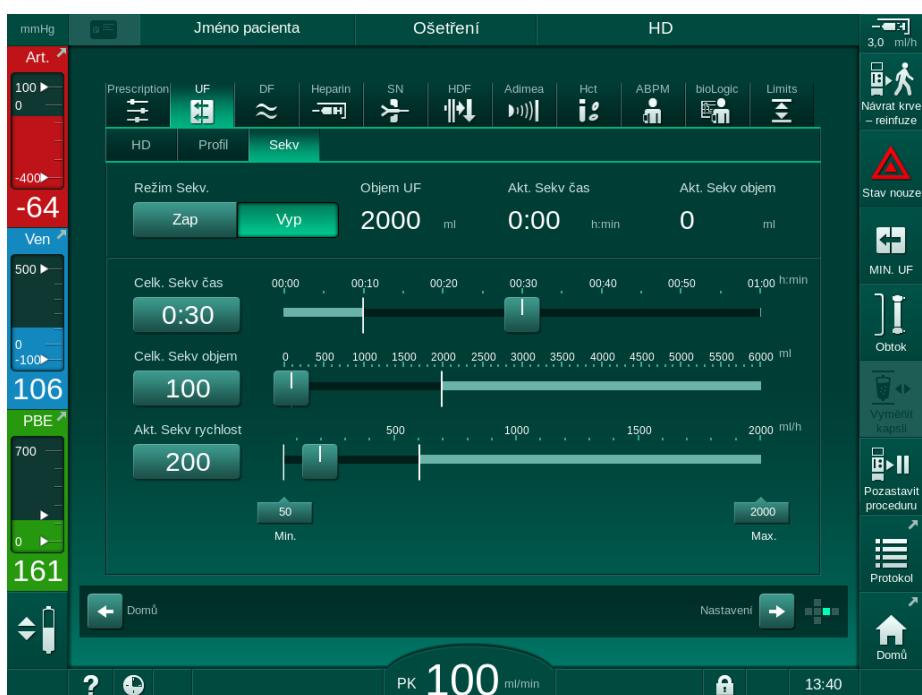 mmHg
Jméno pacienta
Ošetření
HD
3,0 ml/h
Art.
100
0
-400
-64
Ven
500
0
-100
106
PBE
700
0
161
Prescription
UF
DF
Heparin
SN
HDF
Adimea
Hct
ABPM
bioLogic
Limits
HD
Profil
Sekv
Režim Sekv.
Objem UF
Akt. Sekv čas
Akt. Sekv objem
Zap
Vyp
2000 ml
0:00 h:min
0 ml
Celk. Sekv čas
00:00 00:10 00:20 00:30 00:40 00:50 01:00 h:min
0:30
Celk. Sekv objem
0 500 1000 1500 2000 2500 3000 3500 4000 4500 5000 5500 6000 ml
100
Akt. Sekv rychlost
500 1000 1500 2000 ml/h
200
50
Min.
2000
Max.
Domů
Nastavení
Návrat krve
– reinfuze
Stav nouze
MIN. UF
Obtok
Vyměnit
kapsli
Pozastavit
proceduru
Protokol
Domů
?
PK 100 ml/min
13:40